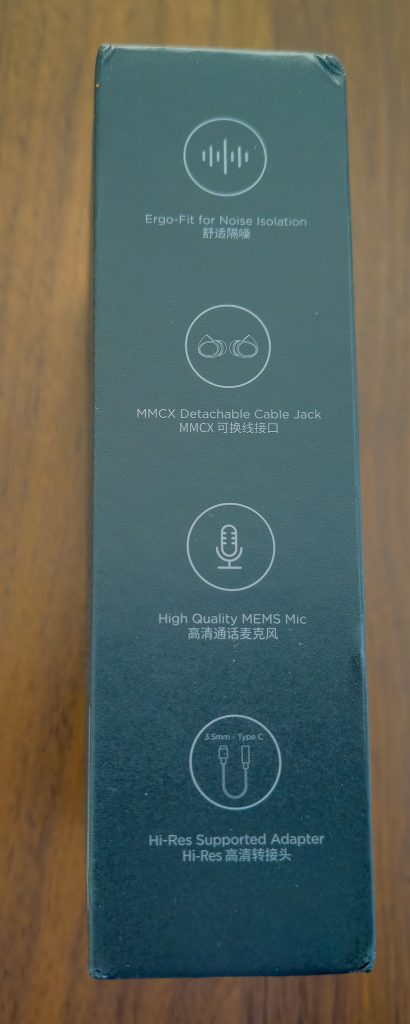 Ergo-Fit for Noise Isolation
舒适隔噪
MMCX Detachable Cable Jack
MMCX 可换线接口
High Quality MEMS Mic
高清通话麦克风
3.5mm - Type C
Hi-Res Supported Adapter
Hi-Res 高清转接头